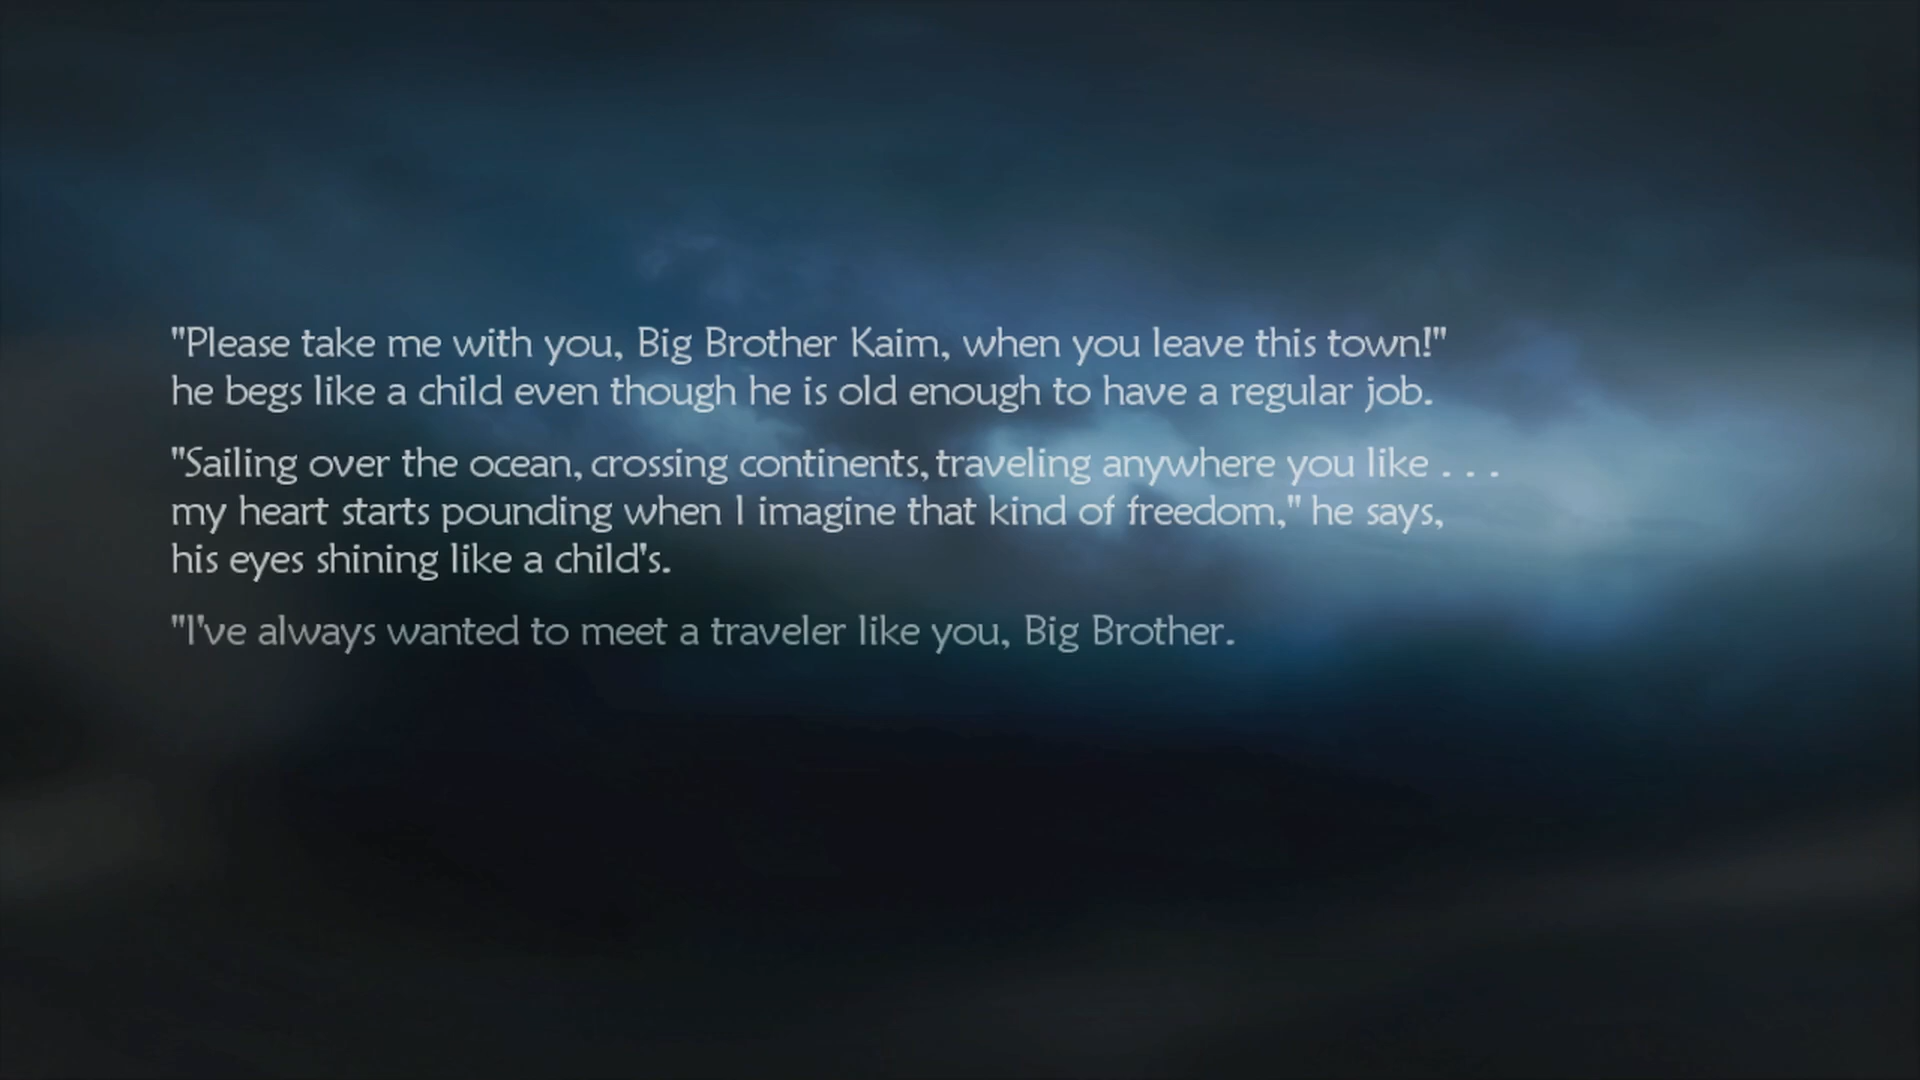 "Please take me with you, Big Brother Kaim, when you leave this town!"
he begs like a child even though he is old enough to have a regular job.
"Sailing over the ocean, crossing continents, traveling anywhere you like . . .
my heart starts pounding when I imagine that kind of freedom," he says,
his eyes shining like a child's.
"I've always wanted to meet a traveler like you, Big Brother.